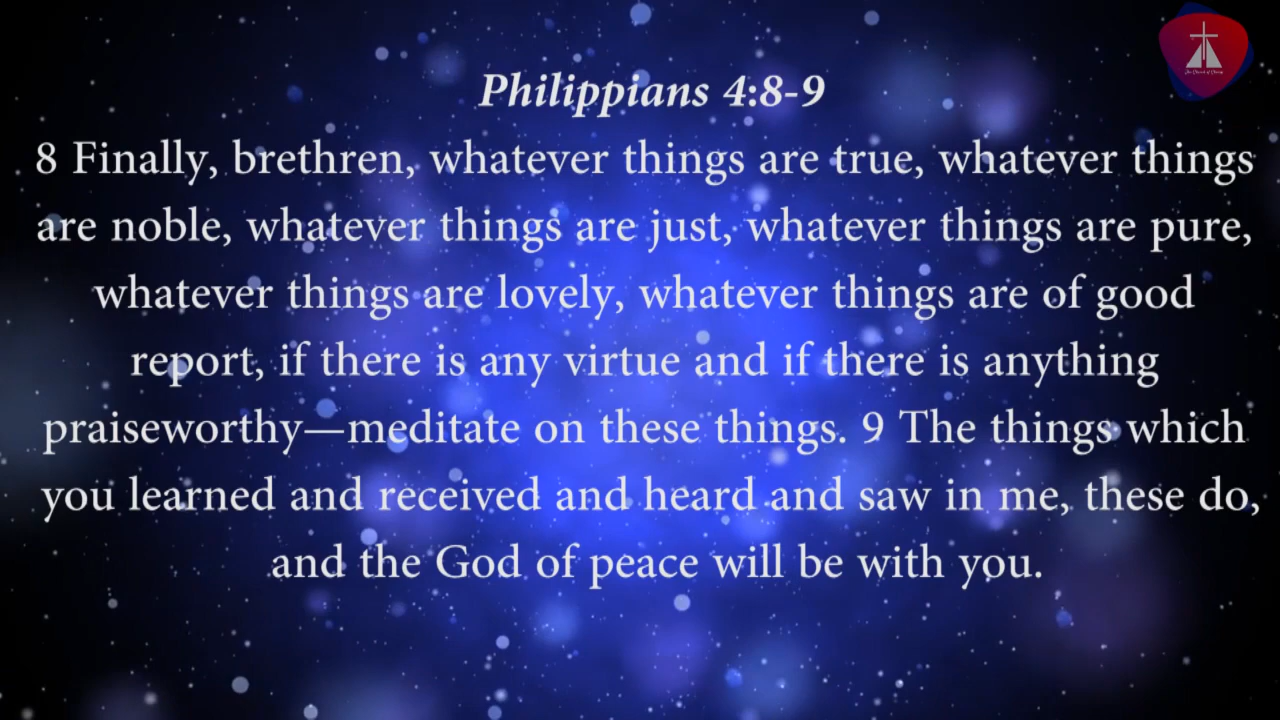 Philippians 4:8-9
8 Finally, brethren, whatever things are true, whatever things
are noble, whatever things are just, whatever things are pure,
whatever things are lovely, whatever things are of good
report, if there is any virtue and if there is anything
praiseworthy—meditate on these things. 9 The things which
you learned and received and heard and saw in me, these do,
and the God of peace will be with you.